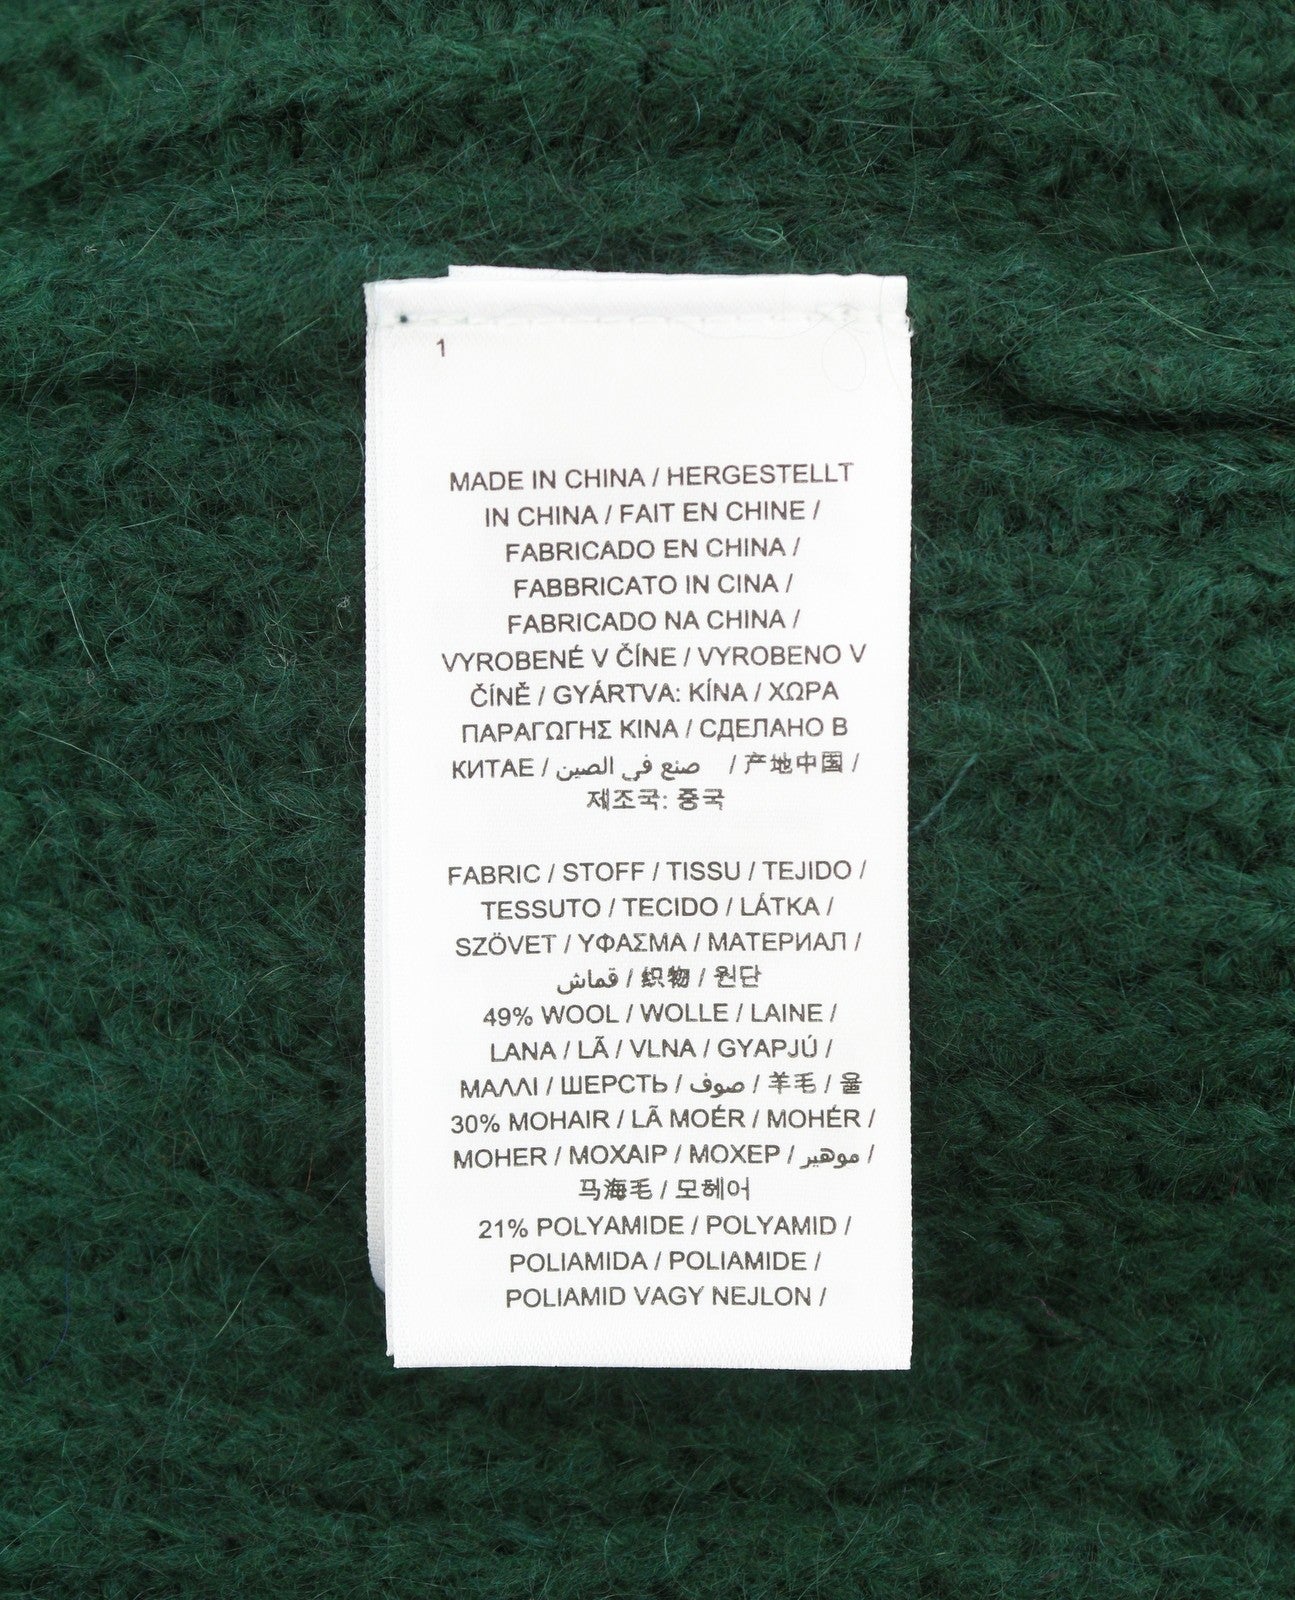 1
MADE IN CHINA / HERGESTELLT
IN CHINA / FAIT EN CHINE /
FABRICADO EN CHINA /
FABBRICATO IN CINA /
FABRICADO NA CHINA /
VYROBENÉ V ČÍNE / VYROBENO V
ČÍNĚ / GYÁRTVA: KÍNA / ΧΩΡΑ
ΠΑΡΑΓΩΓΗΣ ΚΙΝΑ / СДЕЛАНО В
КИТАЕ / صنع في الصين / 产地中国 /
제조국: 중국
FABRIC / STOFF / TISSU / TEJIDO /
TESSUTO / TECIDO / LÁTKA /
SZÖVET / ΥΦΑΣΜΑ / МАТЕРИАЛ /
قماش / 织物 / 원단
49% WOOL / WOLLE / LAINE /
LANA / LÃ / VLNA / GYAPJÚ /
ΜΑΛΛΙ / ШЕРСТЬ / صوف / 羊毛 / 울
30% MOHAIR / LÃ MOÉR / MOHÉR /
MOHER / ΜΟΧΑΙΡ / МОХЕР / موهير /
马海毛 / 모헤어
21% POLYAMIDE / POLYAMID /
POLIAMIDA / POLIAMIDE /
POLIAMID VAGY NEJLON /